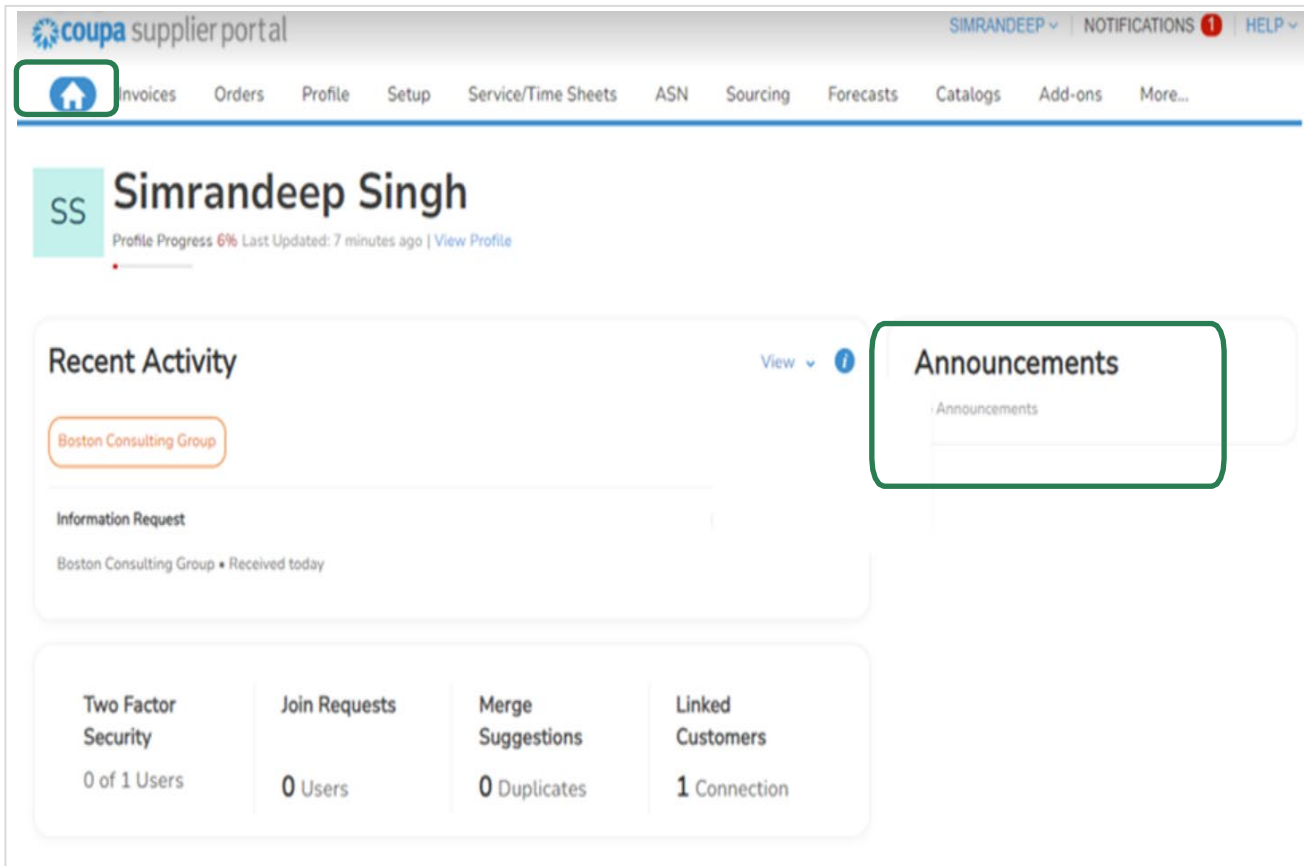 coupa supplier portal
SIMRANDEEP NOTIFICATIONS 1 HELP
Invoices Orders Profile Setup Service/Time Sheets ASN Sourcing Forecasts Catalogs Add-ons More...
SS
Simrandeep Singh
Profile Progress 6% Last Updated: 7 minutes ago | View Profile
Recent Activity
View i
Boston Consulting Group
Information Request
Boston Consulting Group • Received today
Announcements
Announcements
Two Factor
Security
0 of 1 Users
Join Requests
0 Users
Merge
Suggestions
0 Duplicates
Linked
Customers
1 Connection